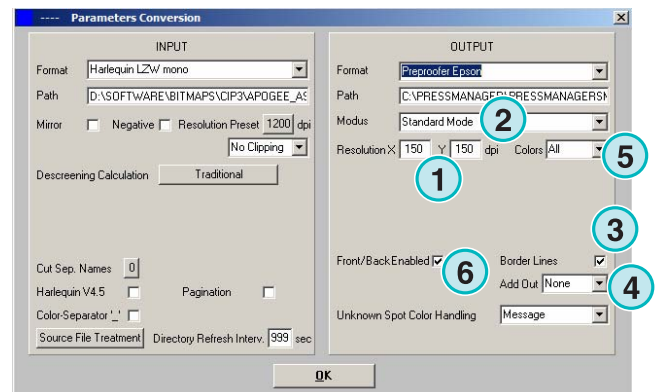 ---- Parameters Conversion
INPUT
Format Harlequin LZW mono
Path D:\SOFTWARE\BITMAPS\CIP3\APOGEE_AS
Mirror Negative Resolution Preset 1200 dpi
No Clipping
Descreening Calculation Traditional
Cut Sep. Names 0
Harlequin V4.5 Pagination
Color-Separator '_'
Source File Treatment Directory Refresh Interv. 999 sec
OUTPUT
Format Preproofer Epson
Path C:\PRESSMANAGER\PRESSMANAGERSM
Modus Standard Mode 2
Resolution X 150 Y 150 dpi Colors All 5
1
3
Front/Back Enabled 6 Border Lines
Add Out None 4
Unknown Spot Color Handling Message
OK